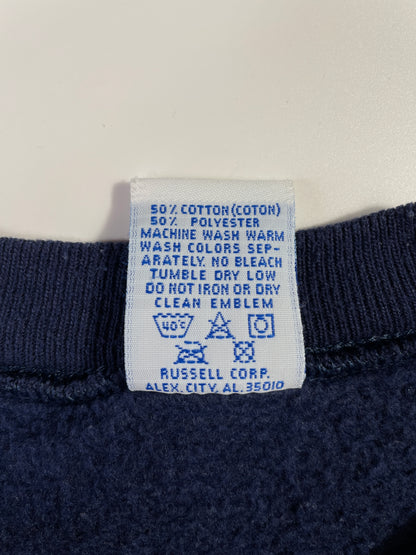 50% COTTON (COTON)
50% POLYESTER
MACHINE WASH WARM
WASH COLORS SEP-
ARATELY. NO BLEACH
TUMBLE DRY LOW
DO NOT IRON OR DRY
CLEAN EMBLEM
40°C
RUSSELL CORP.
ALEX. CITY, AL. 35010